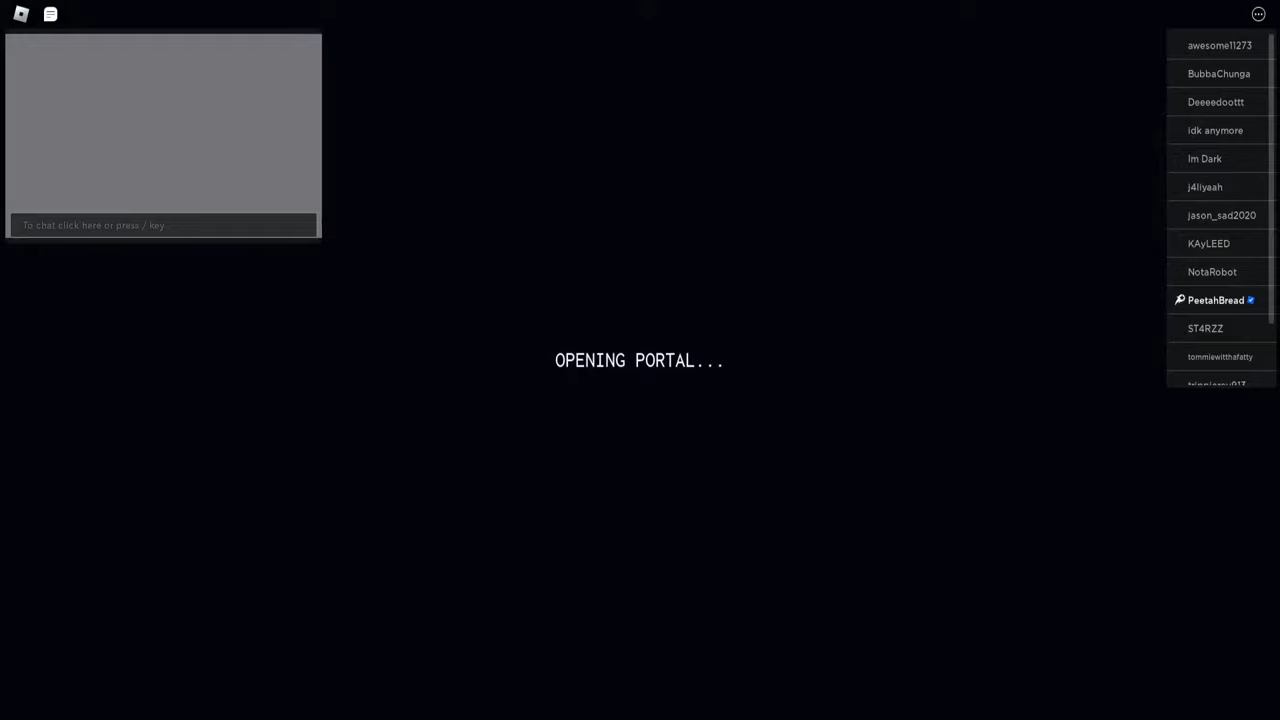 To chat click here or press / key
OPENING PORTAL...
awesome11273
BubbaChunga
Deeeedoottt
idk anymore
Im Dark
j4liyaah
jason_sad2020
KAyLEED
NotaRobot
PeetahBread
ST4RZZ
tommiewitthafatty